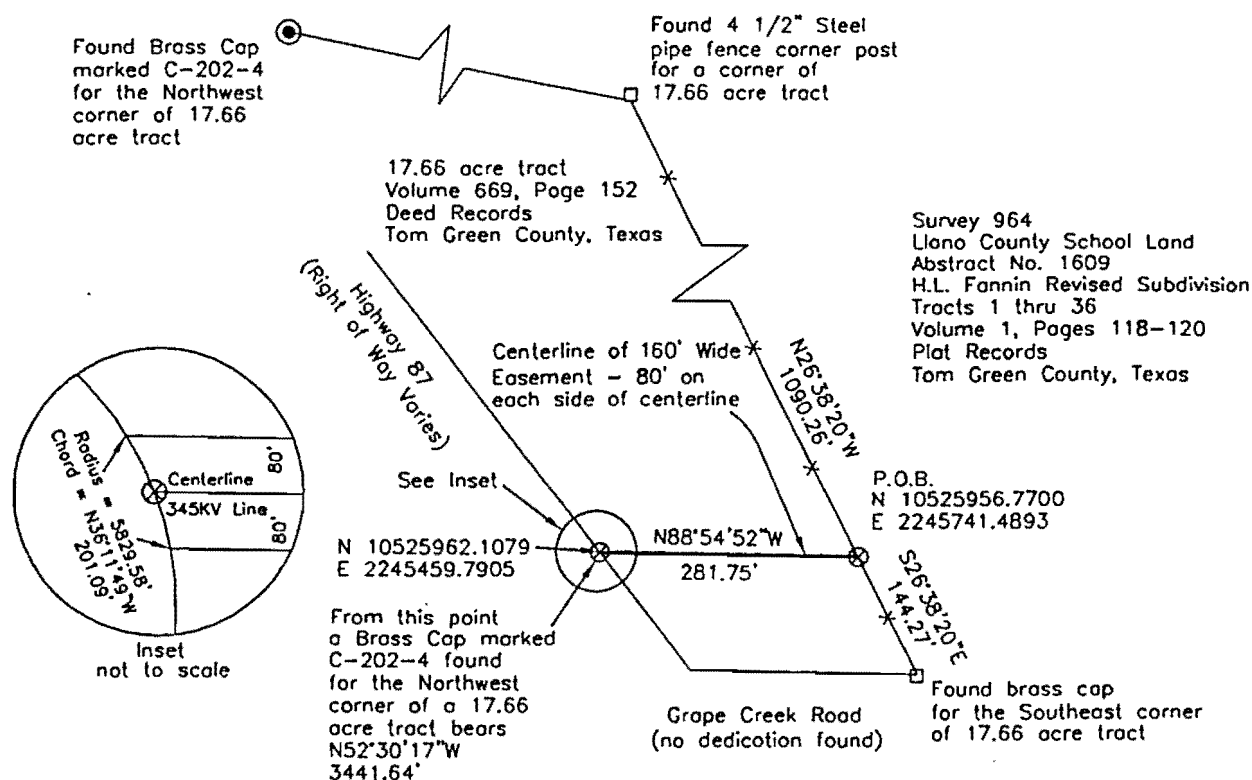 Found Brass Cap
marked C-202-4
for the Northwest
corner of 17.66
acre tract
Found 4 1/2" Steel
pipe fence corner post
for a corner of
17.66 acre tract
17.66 acre tract
Volume 669, Page 152
Deed Records
Tom Green County, Texas
Survey 964
Llano County School Land
Abstract No. 1609
H.L. Fannin Revised Subdivision
Tracts 1 thru 36
Volume 1, Pages 118-120
Plat Records
Tom Green County, Texas
Highway 87
(Right of Way Varies)
Centerline of 160' Wide
Easement - 80' on
each side of centerline
N26°38'20"W
1090.26'
See Inset
P.O.B.
N 10525956.7700
E 2245741.4893
N 10525962.1079
E 2245459.7905
N88°54'52"W
281.75'
S26°38'20"E
144.27'
Radius = 5829.58'
Chord = N36°11'49"W
201.09'
Centerline
345KV Line
80'
80'
Inset
not to scale
From this point
a Brass Cap marked
C-202-4 found
for the Northwest
corner of a 17.66
acre tract bears
N52°30'17"W
3441.64'
Grape Creek Road
(no dedication found)
Found brass cap
for the Southeast corner
of 17.66 acre tract